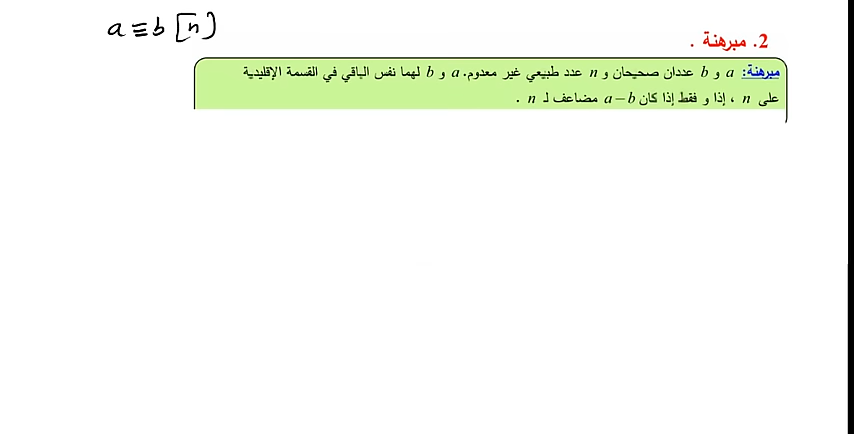 a ≡ b [n]
2. مبرهنة .
مبرهنة: a و b عددان صحيحان و n عدد طبيعي غير معدوم. a و b لهما نفس الباقي في القسمة الإقليدية
على n ، إذا و فقط إذا كان a−b مضاعف لـ n .